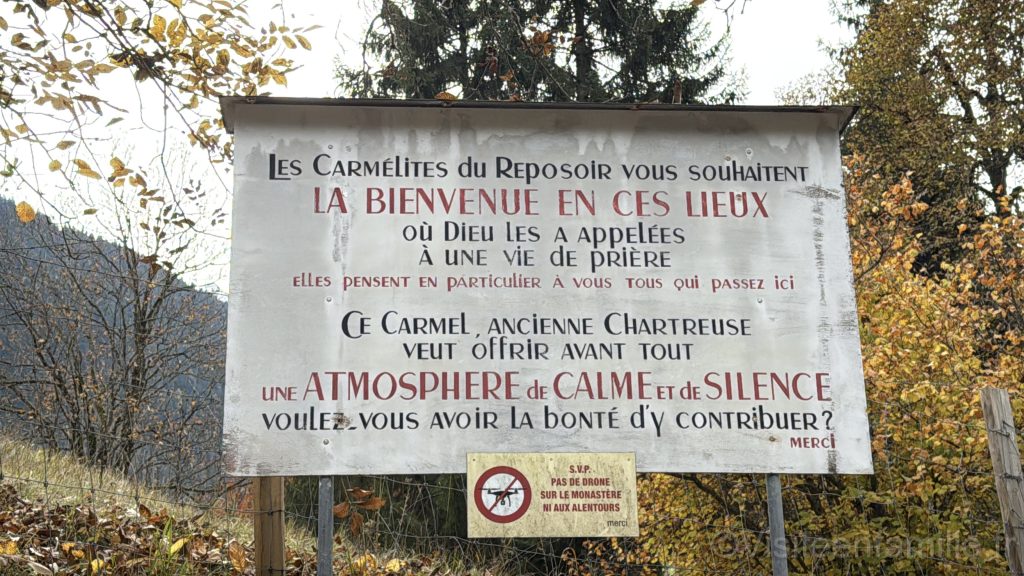 Les Carmélites du Reposoir vous souhaitent
LA BIENVENUE EN CES LIEUX
où Dieu les a appelées
à une vie de prière
elles pensent en particulier à vous tous qui passez ici
Ce Carmel, ancienne Chartreuse
veut offrir avant tout
une ATMOSPHERE de CALME et de SILENCE
voulez-vous avoir la bonté d'y contribuer?
MERCI
S.V.P.
PAS DE DRONE
SUR LE MONASTÈRE
NI AUX ALENTOURS
merci
©Visiteenfamille.fr